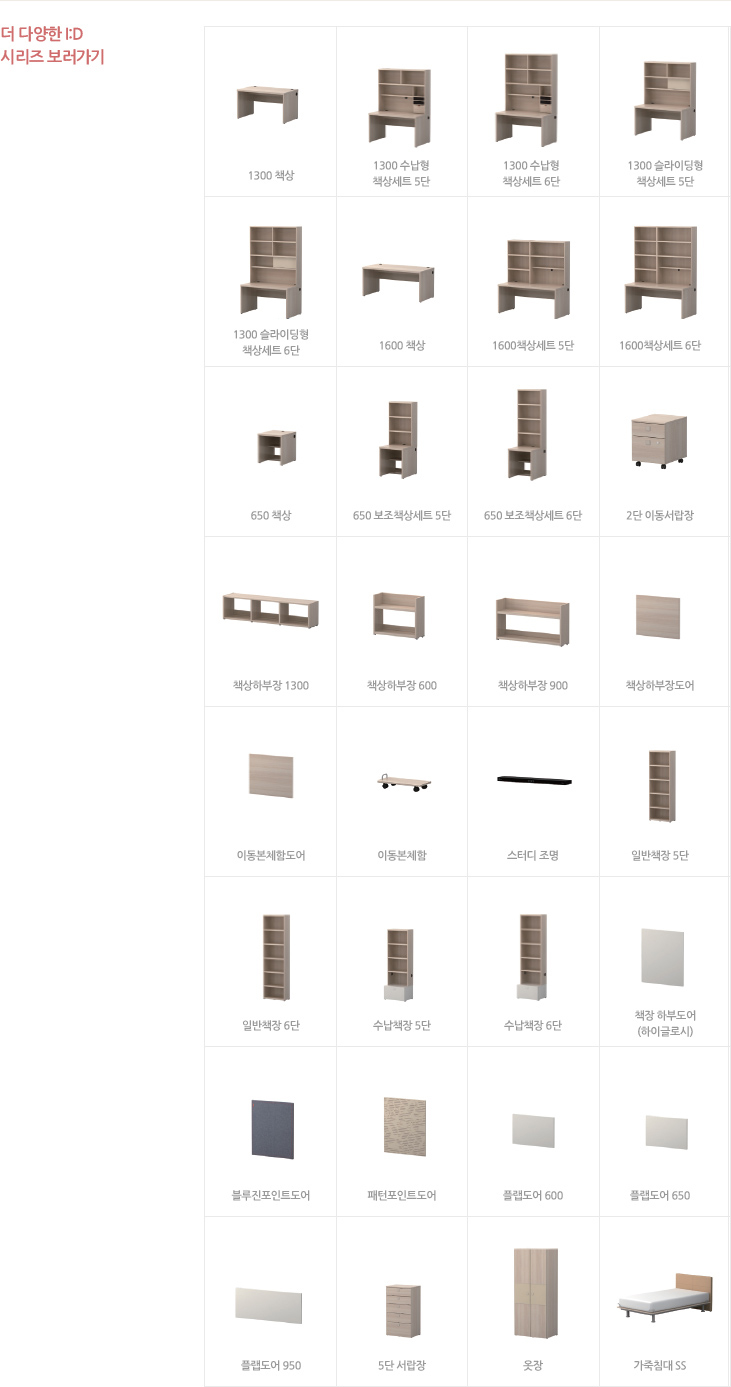 더 다양한 I:D
시리즈 보러가기
1300 책상
1300 수납형
책상세트 5단
1300 수납형
책상세트 6단
1300 슬라이딩형
책상세트 5단
1300 슬라이딩형
책상세트 6단
1600 책상
1600책상세트 5단
1600책상세트 6단
650 책상
650 보조책상세트 5단
650 보조책상세트 6단
2단 이동서랍장
책상하부장 1300
책상하부장 600
책상하부장 900
책상하부장도어
이동본체함도어
이동본체함
스터디 조명
일반책장 5단
일반책장 6단
수납책장 5단
수납책장 6단
책장 하부도어
(하이글로시)
블루진포인트도어
패턴포인트도어
플랩도어 600
플랩도어 650
플랩도어 950
5단 서랍장
옷장
가죽침대 SS